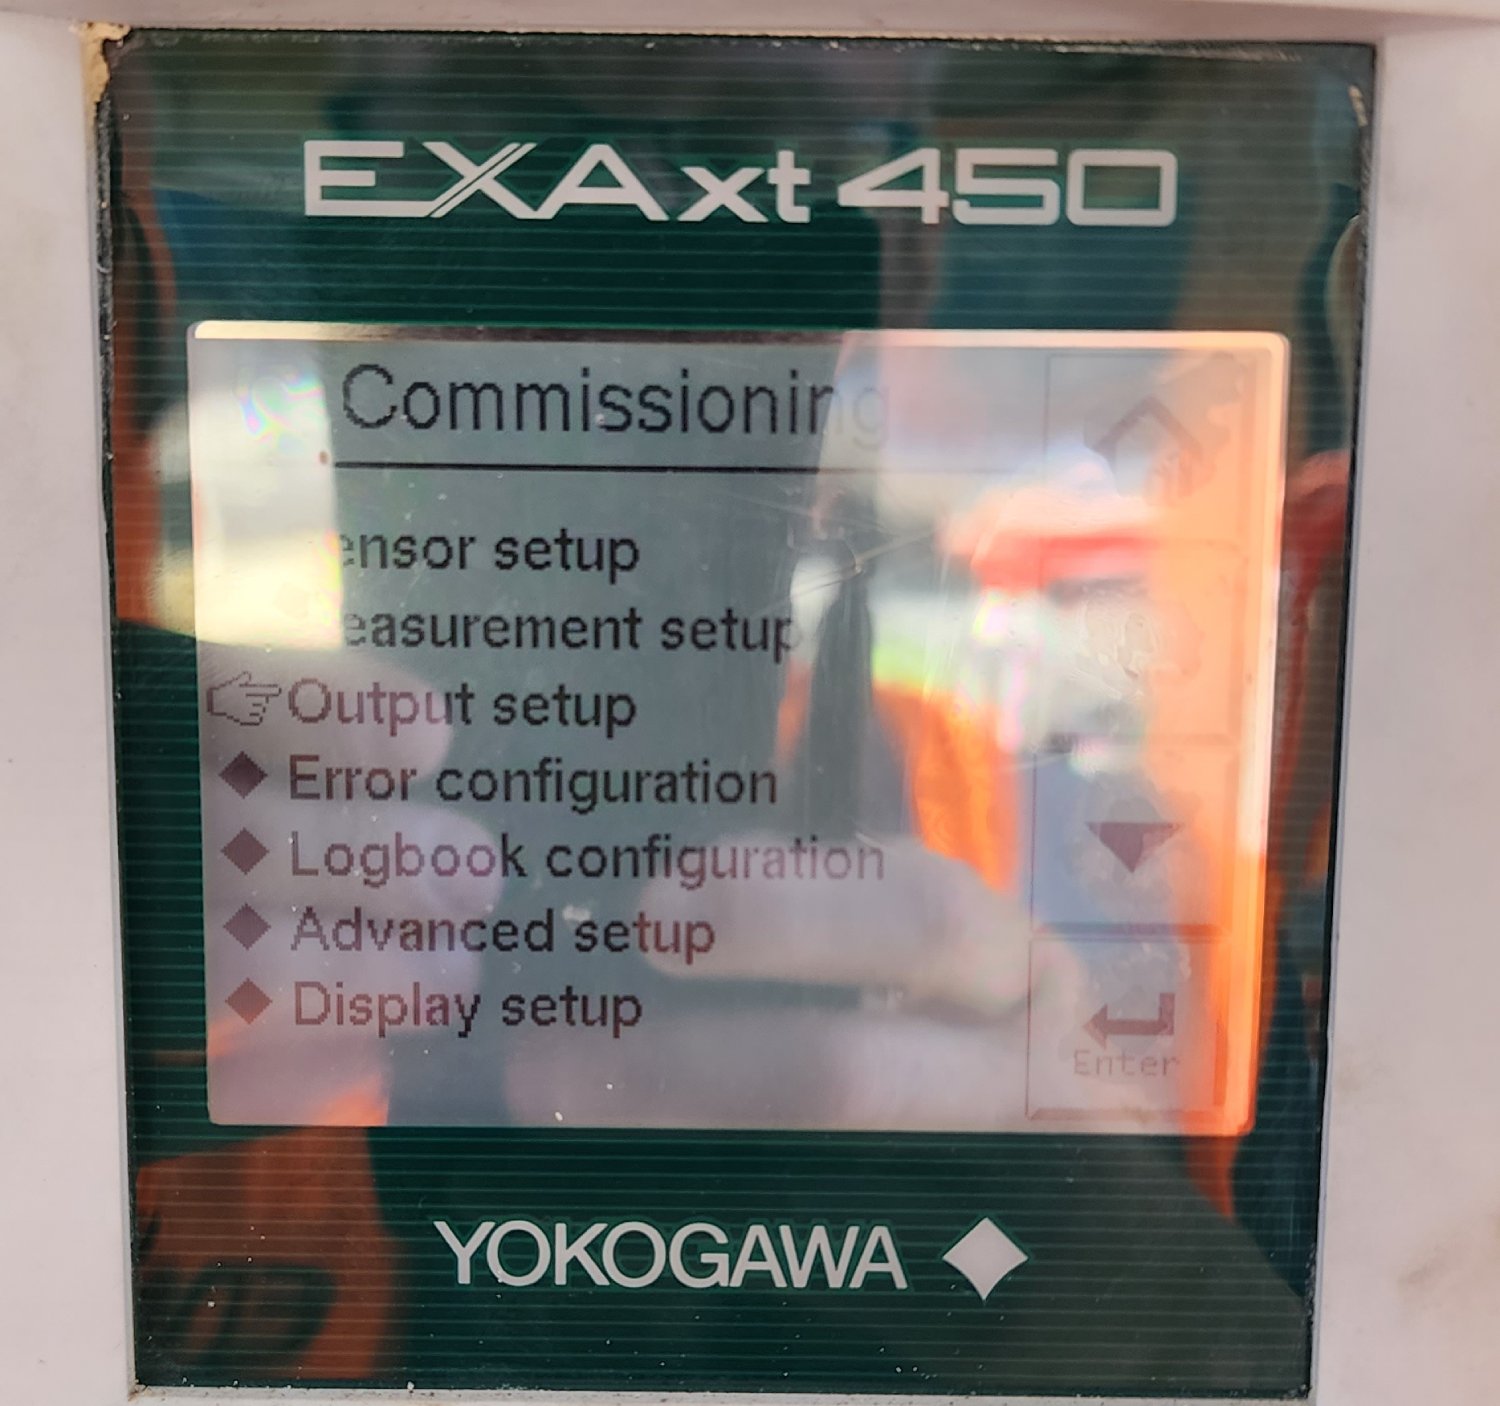 EXAxt 450
Commissioning
ensor setup
easurement setup
Output setup
Error configuration
Logbook configuration
Advanced setup
Display setup
Enter
YOKOGAWA